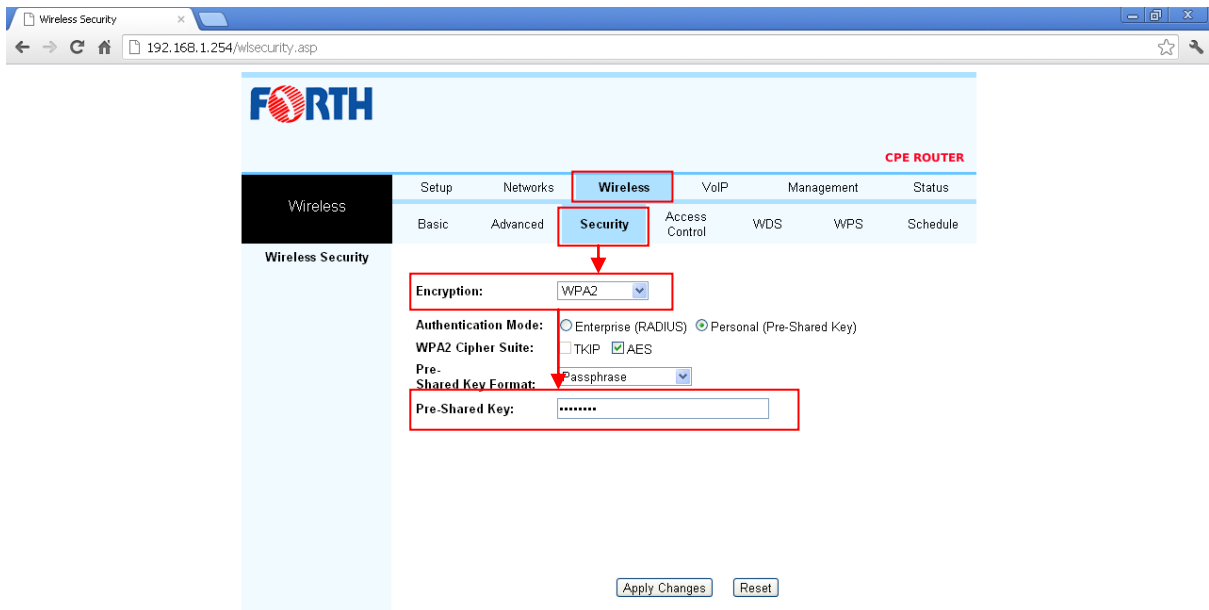 Wireless Security
192.168.1.254/wlsecurity.asp
FORTH
CPE ROUTER
Wireless
Setup Networks Wireless VoIP Management Status
Basic Advanced Security Access Control WDS WPS Schedule
Wireless Security
Encryption: WPA2
Authentication Mode: Enterprise (RADIUS) Personal (Pre-Shared Key)
WPA2 Cipher Suite: TKIP AES
Pre-
Shared Key Format: Passphrase
Pre-Shared Key: ••••••••
Apply Changes Reset